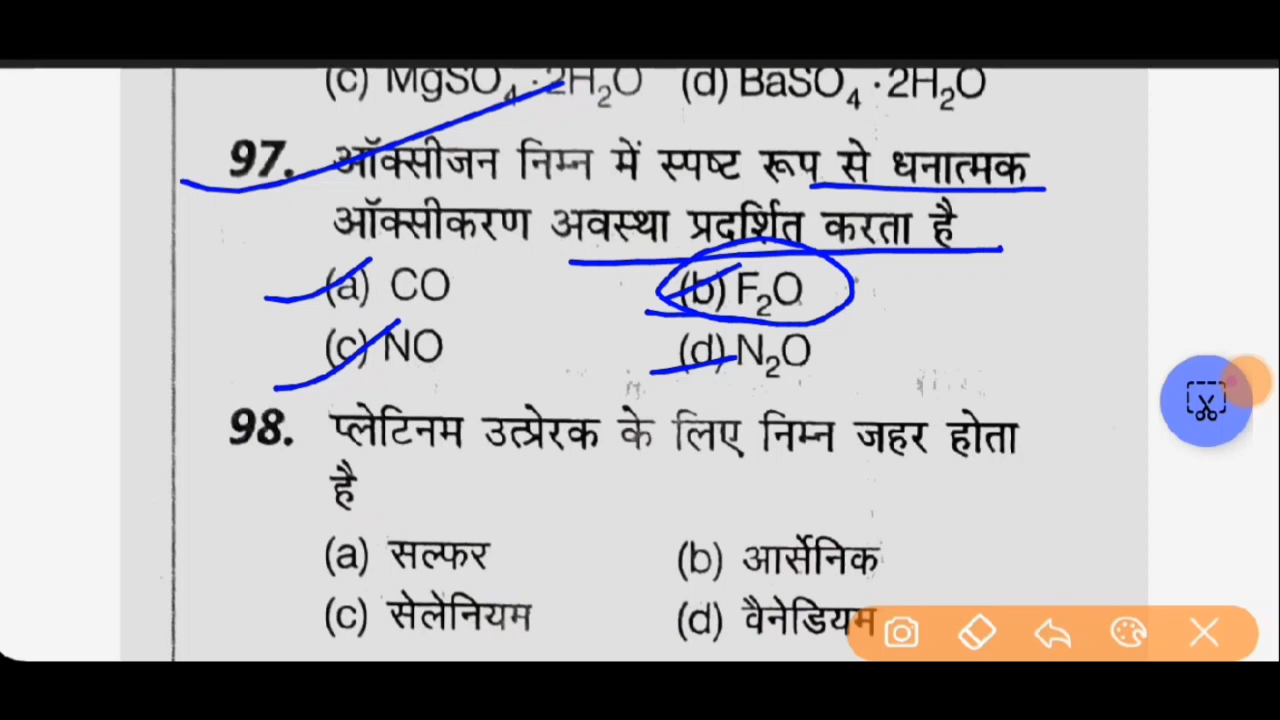 (c) MgSO₄·2H₂O (d) BaSO₄·2H₂O
97. ऑक्सीजन निम्न में स्पष्ट रूप से धनात्मक
ऑक्सीकरण अवस्था प्रदर्शित करता है
(a) CO (b) F₂O
(c) NO (d) N₂O
98. प्लेटिनम उत्प्रेरक के लिए निम्न जहर होता
है
(a) सल्फर (b) आर्सेनिक
(c) सेलेनियम (d) वैनेडियम